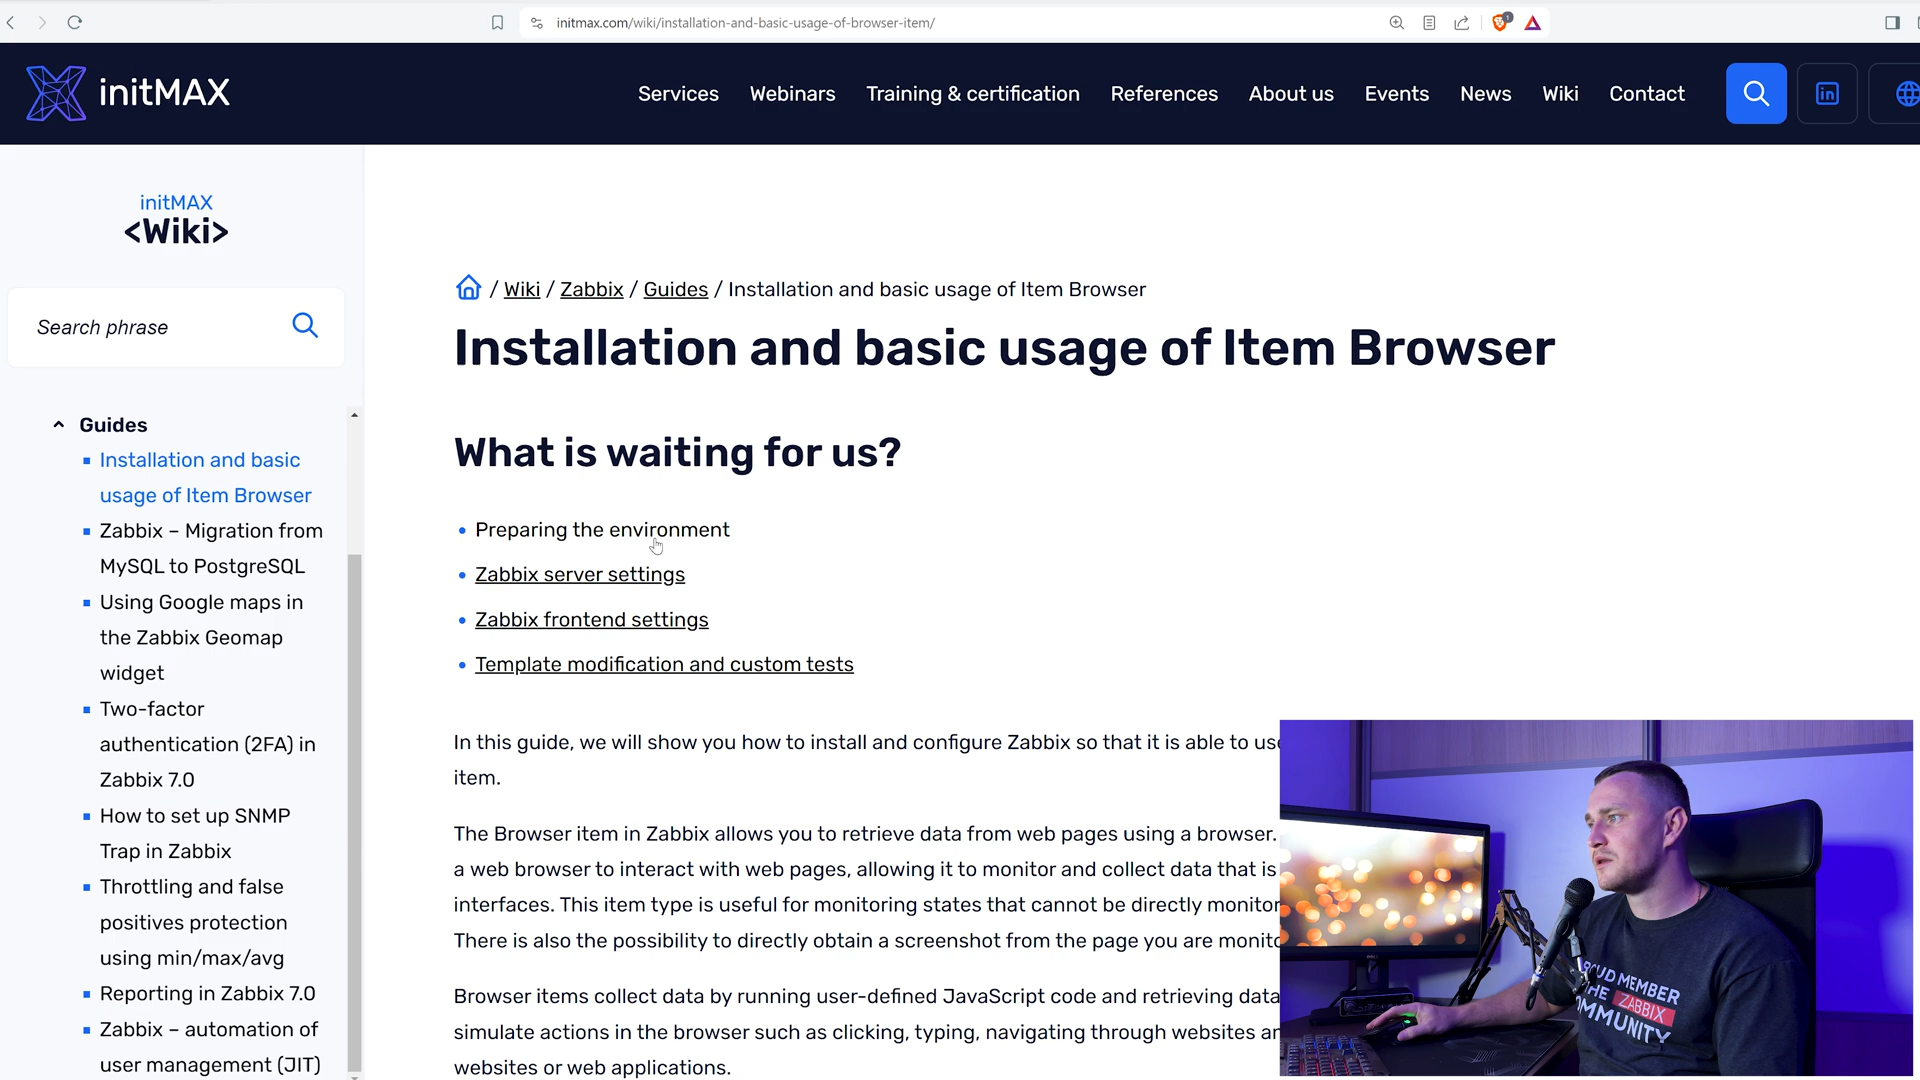 initmax.com/wiki/installation-and-basic-usage-of-browser-item/
1
initMAX
Services
Webinars
Training & certification
References
About us
Events
News
Wiki
Contact
in
initMAX
<Wiki>
Search phrase
Guides
Installation and basic
usage of Item Browser
Zabbix – Migration from
MySQL to PostgreSQL
Using Google maps in
the Zabbix Geomap
widget
Two-factor
authentication (2FA) in
Zabbix 7.0
How to set up SNMP
Trap in Zabbix
Throttling and false
positives protection
using min/max/avg
Reporting in Zabbix 7.0
Zabbix – automation of
user management (JIT)
/ Wiki / Zabbix / Guides / Installation and basic usage of Item Browser
Installation and basic usage of Item Browser
What is waiting for us?
Preparing the environment
Zabbix server settings
Zabbix frontend settings
Template modification and custom tests
In this guide, we will show you how to install and configure Zabbix so that it is able to use
item.
The Browser item in Zabbix allows you to retrieve data from web pages using a browser.
a web browser to interact with web pages, allowing it to monitor and collect data that is
interfaces. This item type is useful for monitoring states that cannot be directly monitor
There is also the possibility to directly obtain a screenshot from the page you are monito
Browser items collect data by running user-defined JavaScript code and retrieving data
simulate actions in the browser such as clicking, typing, navigating through websites an
websites or web applications.
OUD MEMBER
THE ZABBIX
OMMUNITY